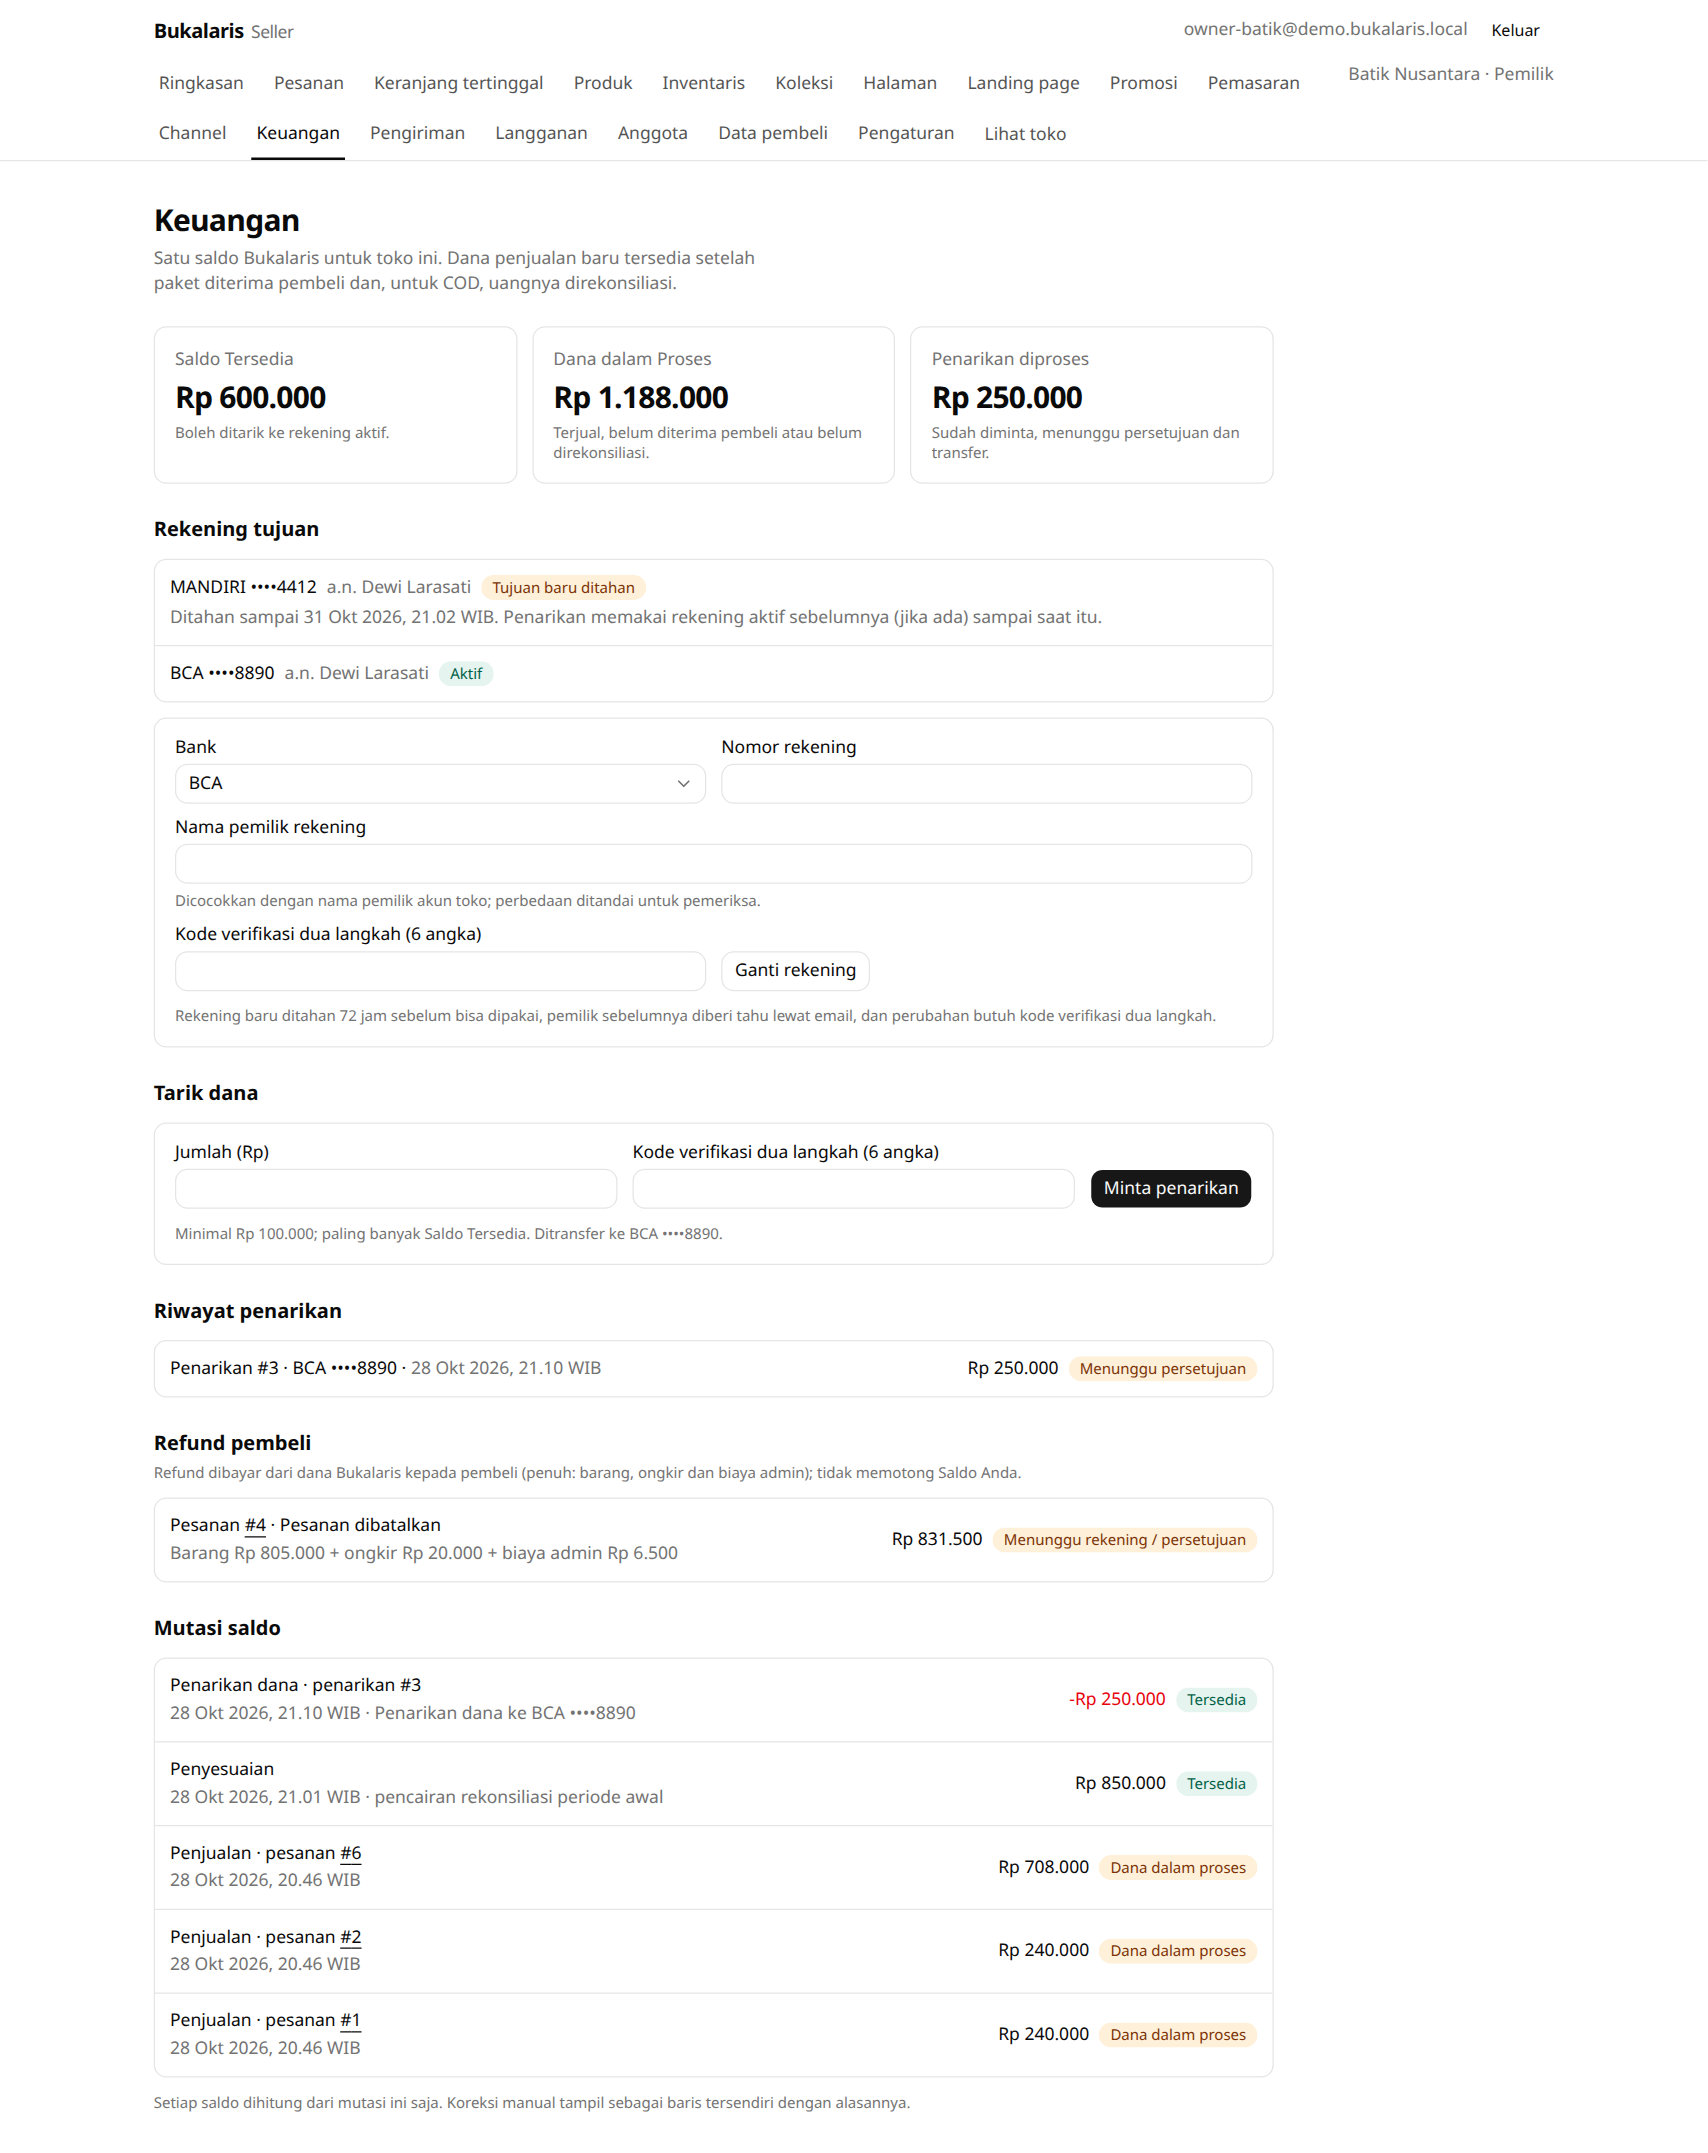 Bukalaris Seller
owner-batik@demo.bukalaris.local Keluar
Ringkasan Pesanan Keranjang tertinggal Produk Inventaris Koleksi Halaman Landing page Promosi Pemasaran
Batik Nusantara · Pemilik
Channel Keuangan Pengiriman Langganan Anggota Data pembeli Pengaturan Lihat toko
Keuangan
Satu saldo Bukalaris untuk toko ini. Dana penjualan baru tersedia setelah
paket diterima pembeli dan, untuk COD, uangnya direkonsiliasi.
Saldo Tersedia
Rp 600.000
Boleh ditarik ke rekening aktif.
Dana dalam Proses
Rp 1.188.000
Terjual, belum diterima pembeli atau belum
direkonsiliasi.
Penarikan diproses
Rp 250.000
Sudah diminta, menunggu persetujuan dan
transfer.
Rekening tujuan
MANDIRI ••••4412 a.n. Dewi Larasati Tujuan baru ditahan
Ditahan sampai 31 Okt 2026, 21.02 WIB. Penarikan memakai rekening aktif sebelumnya (jika ada) sampai saat itu.
BCA ••••8890 a.n. Dewi Larasati Aktif
Bank
BCA
Nomor rekening
Nama pemilik rekening
Dicocokkan dengan nama pemilik akun toko; perbedaan ditandai untuk pemeriksa.
Kode verifikasi dua langkah (6 angka)
Ganti rekening
Rekening baru ditahan 72 jam sebelum bisa dipakai, pemilik sebelumnya diberi tahu lewat email, dan perubahan butuh kode verifikasi dua langkah.
Tarik dana
Jumlah (Rp)
Kode verifikasi dua langkah (6 angka)
Minta penarikan
Minimal Rp 100.000; paling banyak Saldo Tersedia. Ditransfer ke BCA ••••8890.
Riwayat penarikan
Penarikan #3 · BCA ••••8890 · 28 Okt 2026, 21.10 WIB Rp 250.000 Menunggu persetujuan
Refund pembeli
Refund dibayar dari dana Bukalaris kepada pembeli (penuh: barang, ongkir dan biaya admin); tidak memotong Saldo Anda.
Pesanan #4 · Pesanan dibatalkan
Barang Rp 805.000 + ongkir Rp 20.000 + biaya admin Rp 6.500
Rp 831.500 Menunggu rekening / persetujuan
Mutasi saldo
Penarikan dana · penarikan #3
28 Okt 2026, 21.10 WIB · Penarikan dana ke BCA ••••8890
-Rp 250.000 Tersedia
Penyesuaian
28 Okt 2026, 21.01 WIB · pencairan rekonsiliasi periode awal
Rp 850.000 Tersedia
Penjualan · pesanan #6
28 Okt 2026, 20.46 WIB
Rp 708.000 Dana dalam proses
Penjualan · pesanan #2
28 Okt 2026, 20.46 WIB
Rp 240.000 Dana dalam proses
Penjualan · pesanan #1
28 Okt 2026, 20.46 WIB
Rp 240.000 Dana dalam proses
Setiap saldo dihitung dari mutasi ini saja. Koreksi manual tampil sebagai baris tersendiri dengan alasannya.